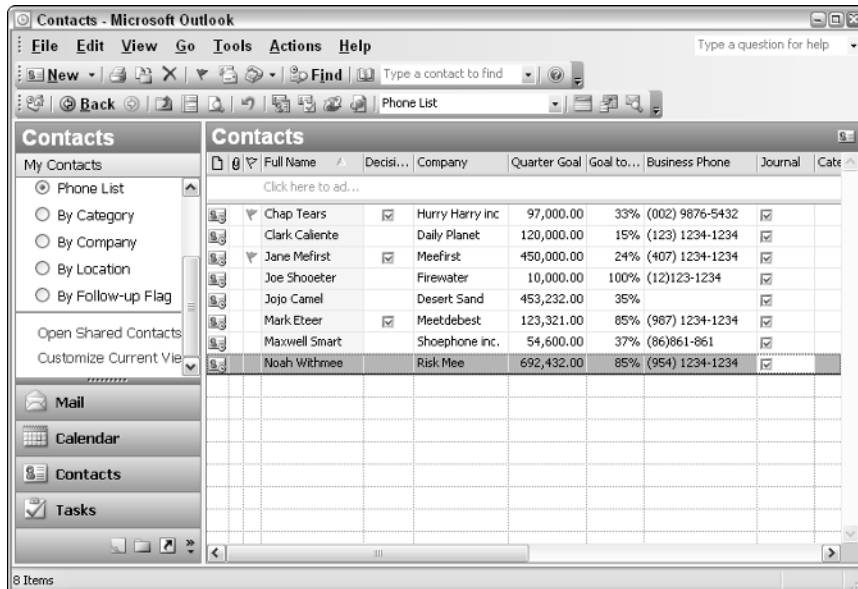 Contacts - Microsoft Outlook
File Edit View Go Tools Actions Help
Type a question for help
New Find Type a contact to find
Back Phone List
Contacts
My Contacts
Phone List
By Category
By Company
By Location
By Follow-up Flag
Open Shared Contacts
Customize Current Vie
Mail
Calendar
Contacts
Tasks
Contacts
Full Name Decisi... Company Quarter Goal Goal to... Business Phone Journal Cate
Click here to ad...
Chap Tears Hurry Harry inc 97,000.00 33% (002) 9876-5432
Clark Caliente Daily Planet 120,000.00 15% (123) 1234-1234
Jane Mefirst Meefirst 450,000.00 24% (407) 1234-1234
Joe Shooeter Firewater 10,000.00 100% (12)123-1234
Jojo Camel Desert Sand 453,232.00 35%
Mark Eteer Meetdebest 123,321.00 85% (987) 1234-1234
Maxwell Smart Shoephone inc. 54,600.00 37% (86)861-861
Noah Withmee Risk Mee 692,432.00 85% (954) 1234-1234
8 Items